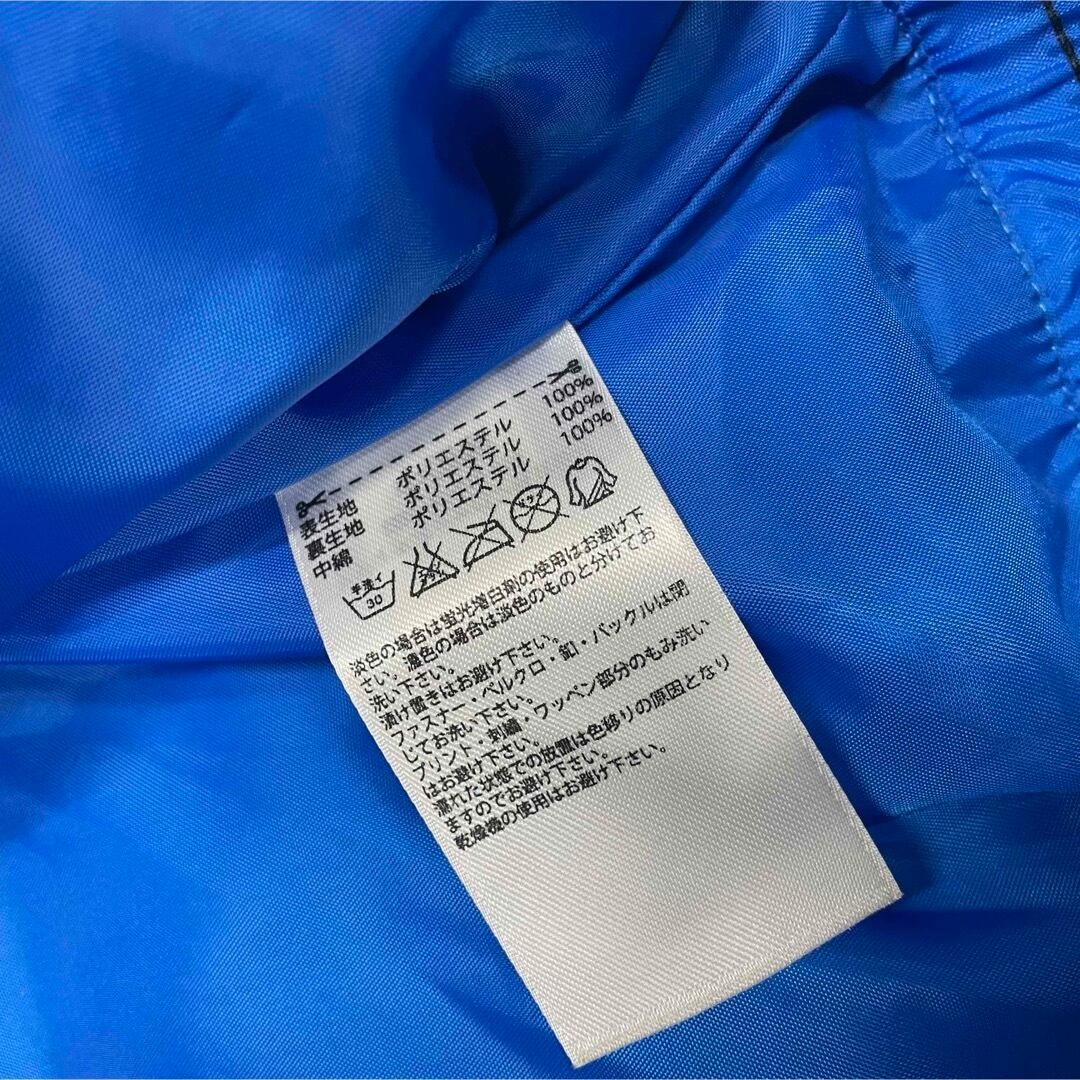 表生地 ポリエステル 100%
裏生地 ポリエステル 100%
中綿 ポリエステル 100%
手洗イ 30
淡色の場合は蛍光増白剤の使用はお避け下
さい。濃色の場合は淡色のものと分けてお
洗い下さい。
漬け置きはお避け下さい。
ファスナー・ベルクロ・釦・バックルは閉
じてお洗い下さい。
プリント・刺繍・ワッペン部分のもみ洗い
はお避け下さい。
濡れた状態での放置は色移りの原因となり
ますのでお避け下さい。
乾燥機の使用はお避け下さい。